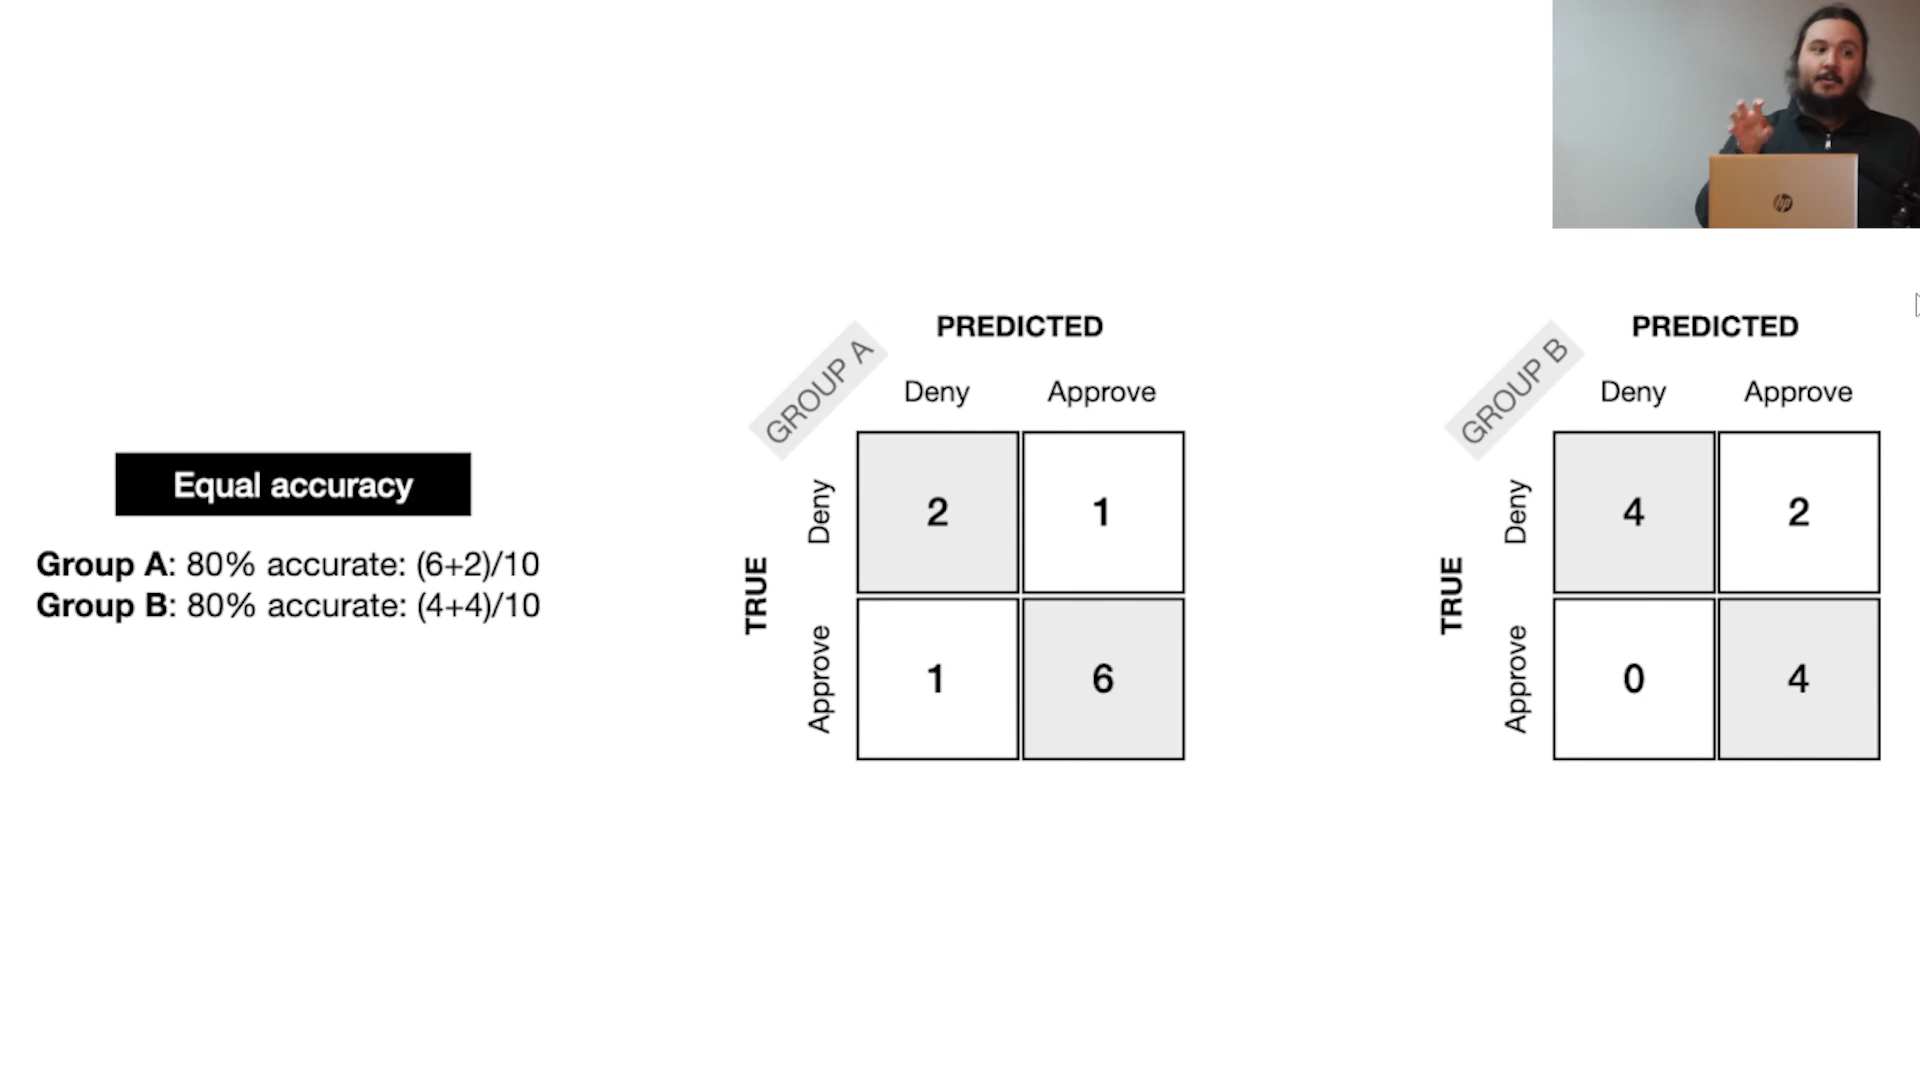 hp
Equal accuracy
Group A: 80% accurate: (6+2)/10
Group B: 80% accurate: (4+4)/10
GROUP A
PREDICTED
Deny Approve
TRUE
Deny
2 1
Approve
1 6
GROUP B
PREDICTED
Deny Approve
TRUE
Deny
4 2
Approve
0 4